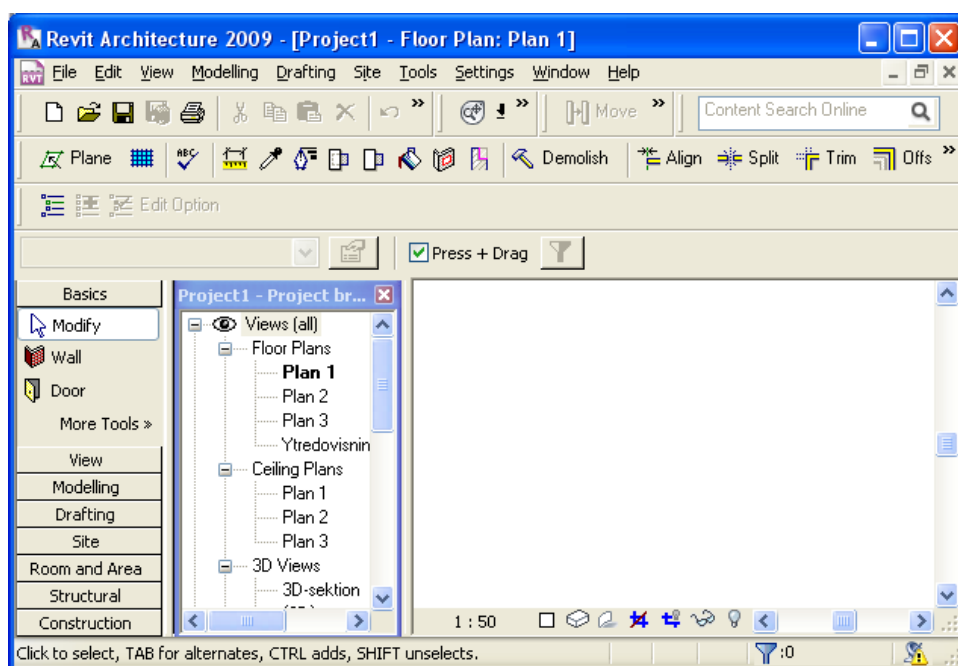 Revit Architecture 2009 - [Project1 - Floor Plan: Plan 1]
File Edit View Modelling Drafting Site Tools Settings Window Help
Move Content Search Online
Plane ABC Demolish Align Split Trim Offs
Edit Option
Press + Drag
Basics
Modify
Wall
Door
More Tools »
View
Modelling
Drafting
Site
Room and Area
Structural
Construction
Project1 - Project br...
Views (all)
Floor Plans
Plan 1
Plan 2
Plan 3
Ytredovisnin
Ceiling Plans
Plan 1
Plan 2
Plan 3
3D Views
3D-sektion
1 : 50
Click to select, TAB for alternates, CTRL adds, SHIFT unselects.
:0